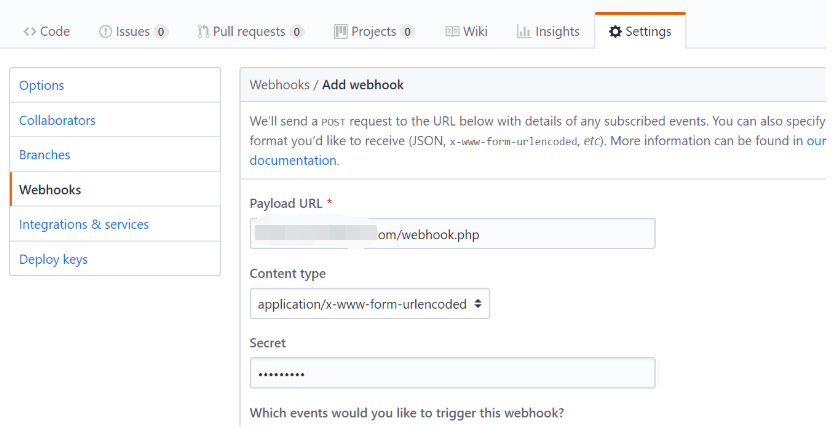 Code Issues 0 Pull requests 0 Projects 0 Wiki Insights Settings
Options
Collaborators
Branches
Webhooks
Integrations & services
Deploy keys
Webhooks / Add webhook
We'll send a POST request to the URL below with details of any subscribed events. You can also specify
format you'd like to receive (JSON, x-www-form-urlencoded, etc). More information can be found in our
documentation.
Payload URL *
om/webhook.php
Content type
application/x-www-form-urlencoded
Secret
•••••••••
Which events would you like to trigger this webhook?